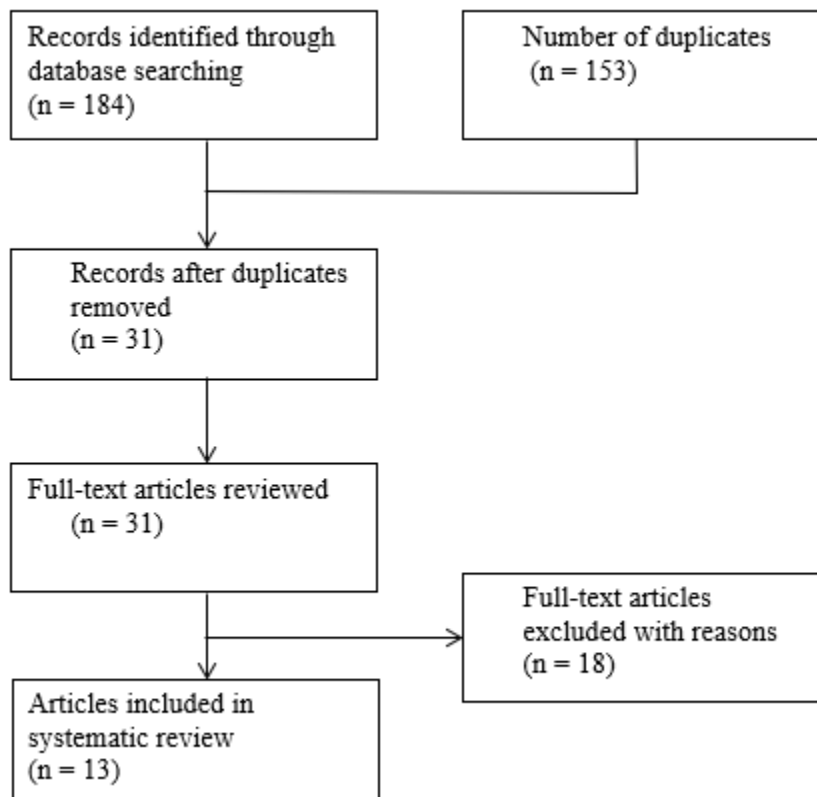 Records identified through
database searching
(n = 184)
Number of duplicates
(n = 153)
Records after duplicates
removed
(n = 31)
Full-text articles reviewed
(n = 31)
Full-text articles
excluded with reasons
(n = 18)
Articles included in
systematic review
(n = 13)